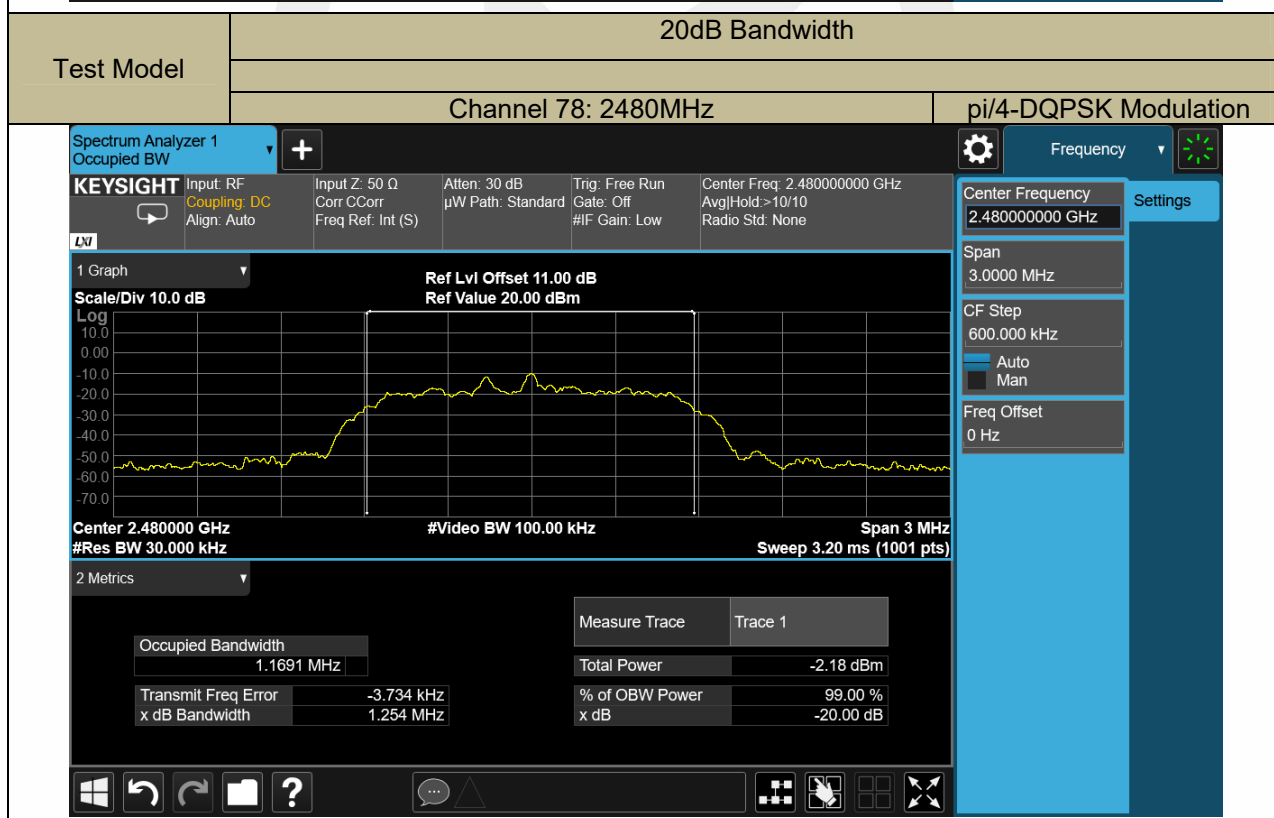 20dB Bandwidth
Test Model
Channel 78: 2480MHz pi/4-DQPSK Modulation
Spectrum Analyzer 1
Occupied BW
Frequency
KEYSIGHT
LXI
Input: RF
Coupling: DC
Align: Auto
Input Z: 50 Ω
Corr CCorr
Freq Ref: Int (S)
Atten: 30 dB
µW Path: Standard
Trig: Free Run
Gate: Off
#IF Gain: Low
Center Freq: 2.480000000 GHz
Avg|Hold:>10/10
Radio Std: None
Center Frequency
2.480000000 GHz
Settings
Span
3.0000 MHz
CF Step
600.000 kHz
Auto
Man
Freq Offset
0 Hz
1 Graph
Scale/Div 10.0 dB
Ref Lvl Offset 11.00 dB
Ref Value 20.00 dBm
Log
10.0
0.00
-10.0
-20.0
-30.0
-40.0
-50.0
-60.0
-70.0
Center 2.480000 GHz
#Res BW 30.000 kHz
#Video BW 100.00 kHz
Span 3 MHz
Sweep 3.20 ms (1001 pts)
2 Metrics
Measure Trace Trace 1
Occupied Bandwidth
1.1691 MHz
Total Power -2.18 dBm
Transmit Freq Error -3.734 kHz
% of OBW Power 99.00 %
x dB Bandwidth 1.254 MHz
x dB -20.00 dB
?